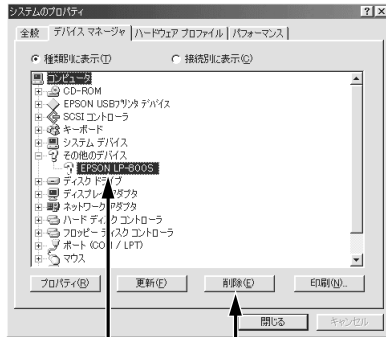 システムのプロパティ
全般 デバイス マネージャ ハードウェア プロファイル パフォーマンス
種類別に表示(T) 接続別に表示(C)
コンピュータ
CD-ROM
EPSON USBプリンタ デバイス
SCSI コントローラ
キーボード
システム デバイス
その他のデバイス
EPSON LP-800S
ディスク ドライブ
ディスプレイ アダプタ
ネットワーク アダプタ
ハード ディスク コントローラ
フロッピー ディスク コントローラ
ポート (COM / LPT)
マウス
プロパティ(R) 更新(F) 削除(E) 印刷(N)...
閉じる キャンセル